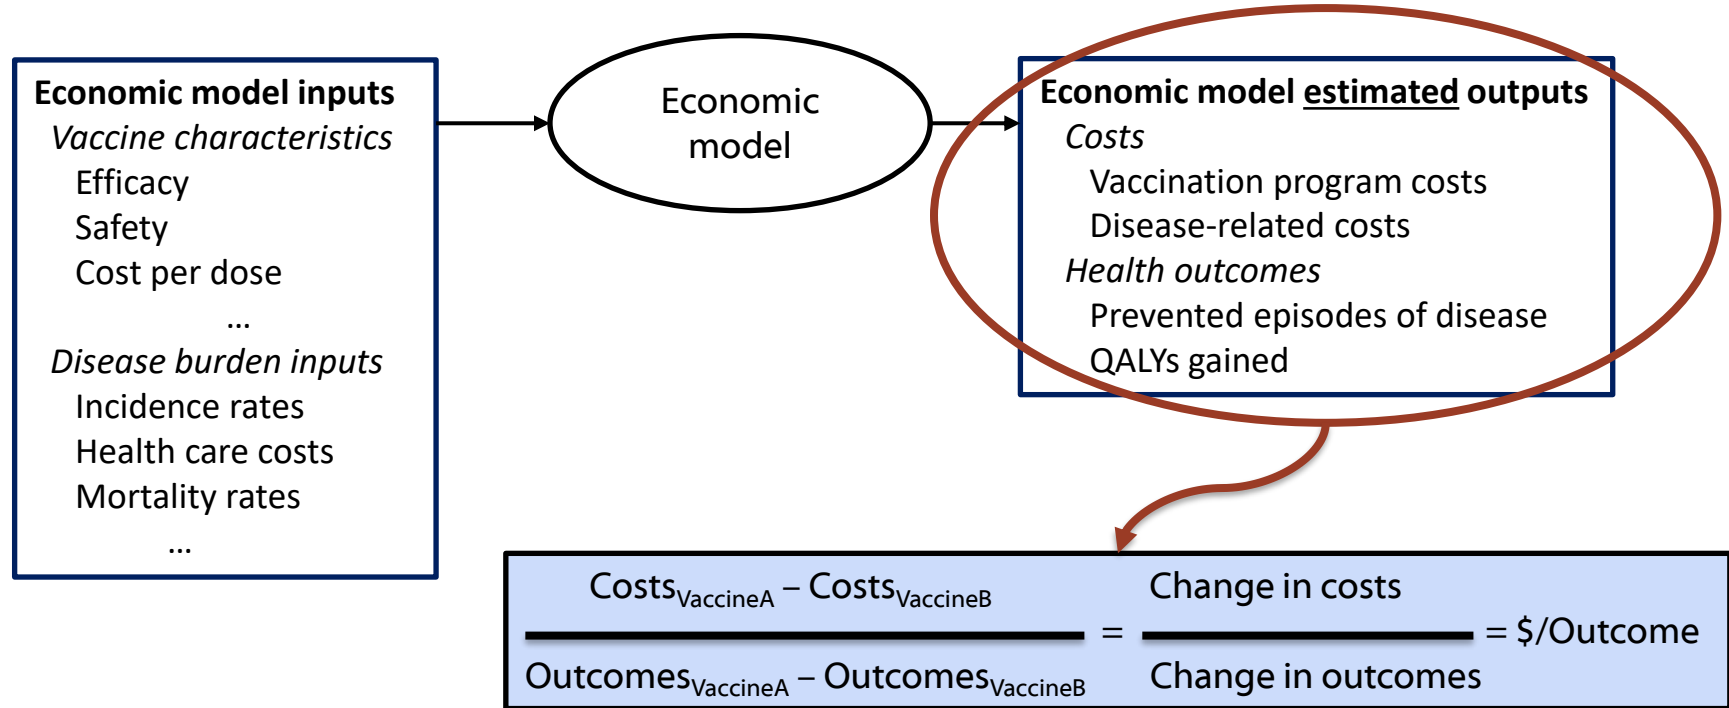 Economic model inputs
Vaccine characteristics
Efficacy
Safety
Cost per dose
...
Disease burden inputs
Incidence rates
Health care costs
Mortality rates
...
Economic
model
Economic model estimated outputs
Costs
Vaccination program costs
Disease-related costs
Health outcomes
Prevented episodes of disease
QALYs gained
CostsVaccineA – CostsVaccineB
OutcomesVaccineA – OutcomesVaccineB
=
Change in costs
Change in outcomes
= $/Outcome